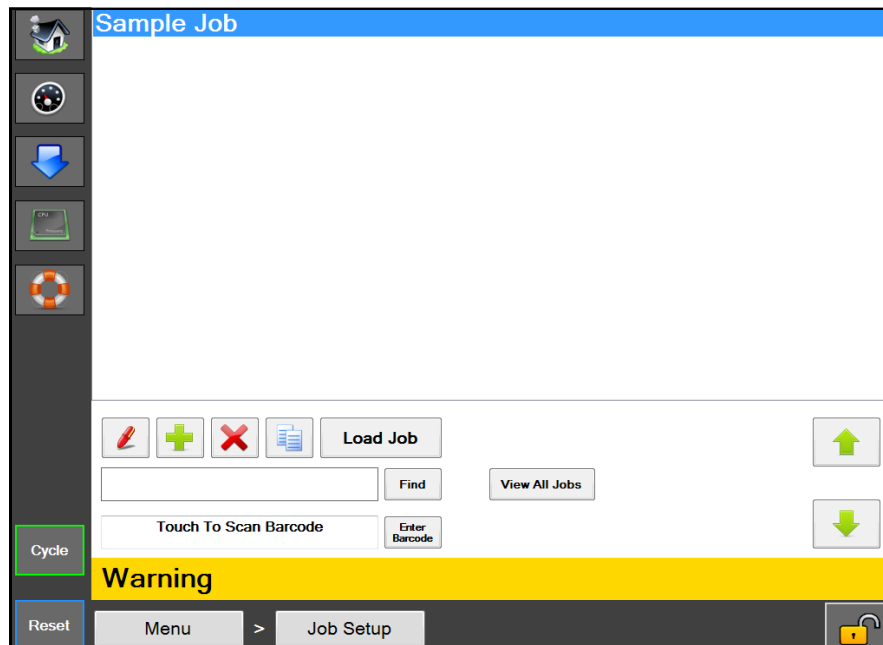 Sample Job
CPU
Load Job
Find
View All Jobs
Touch To Scan Barcode
Enter
Barcode
Cycle
Warning
Reset
Menu
>
Job Setup